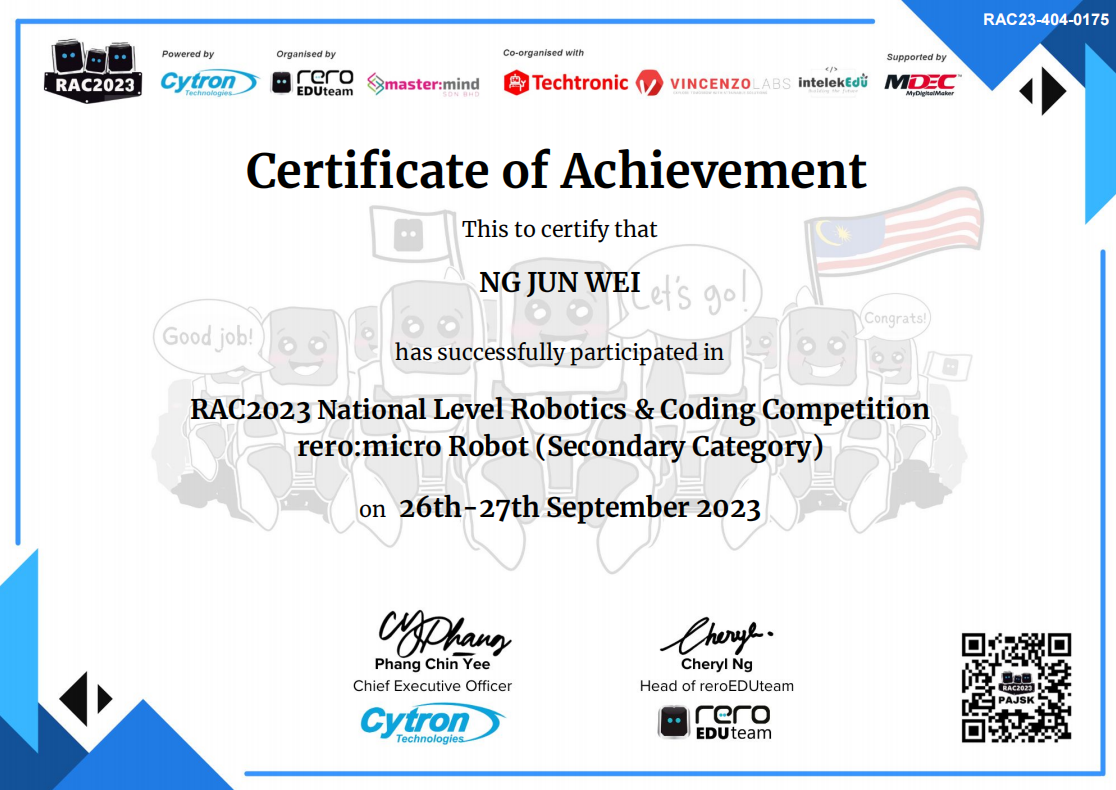 RAC23-404-0175
Powered by
Organised by
Co-organised with
Supported by
RAC2023
Cytron
Technologies
rero
EDUteam
master:mind
SDN BHD
Techtronic
VINCENZOLABS
intelekEdu
MDEC
MyDigitalMaker
Certificate of Achievement
This to certify that
NG JUN WEI
Let's go!
Good job!
Congrats!
has successfully participated in
RAC2023 National Level Robotics & Coding Competition
rero:micro Robot (Secondary Category)
on 26th-27th September 2023
CYPhang
Phang Chin Yee
Chief Executive Officer
Cytron
Technologies
Cheryl.
Cheryl Ng
Head of reroEDUteam
rero
EDUteam
RAC2023
PAJSK